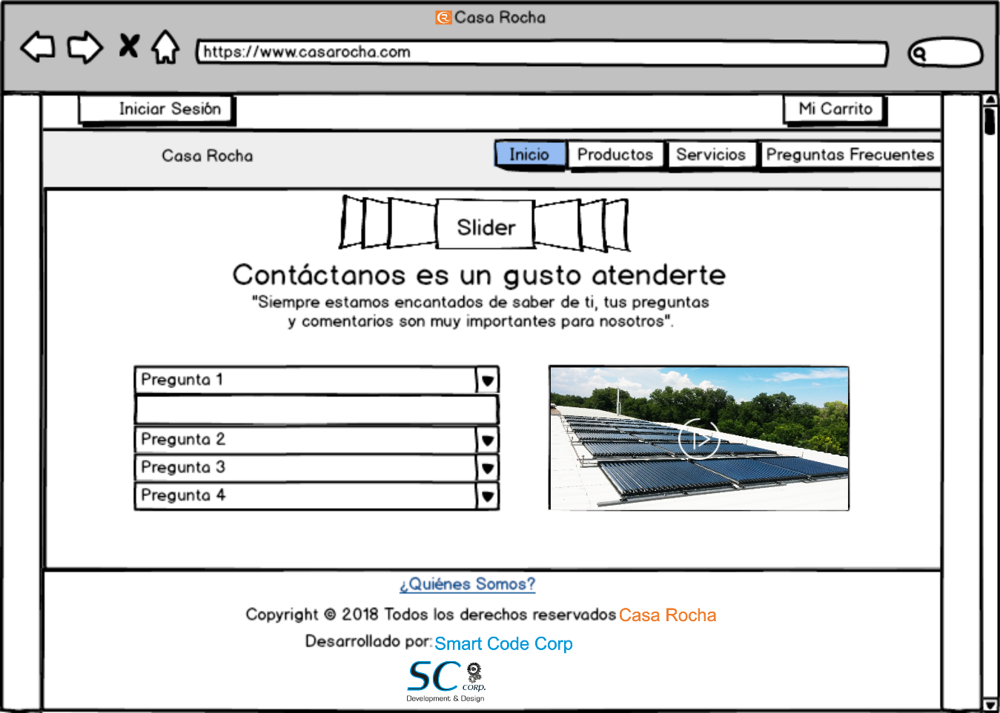 Casa Rocha
https://www.casarocha.com
Iniciar Sesión
Mi Carrito
Casa Rocha
Inicio
Productos
Servicios
Preguntas Frecuentes
Slider
Contáctanos es un gusto atenderte
"Siempre estamos encantados de saber de ti, tus preguntas
y comentarios son muy importantes para nosotros".
Pregunta 1
Pregunta 2
Pregunta 3
Pregunta 4
¿Quiénes Somos?
Copyright © 2018 Todos los derechos reservados Casa Rocha
Desarrollado por: Smart Code Corp
SC CORP.
Development & Design